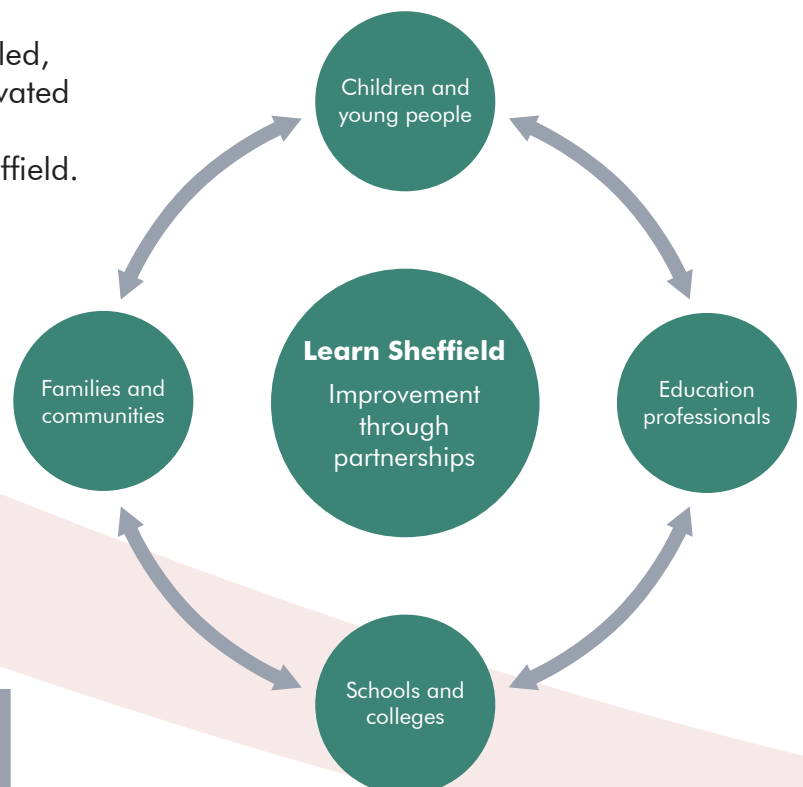 led,
vated
ffield.
Children and
young people
Learn Sheffield
Improvement
through
partnerships
Families and
communities
Education
professionals
Schools and
colleges